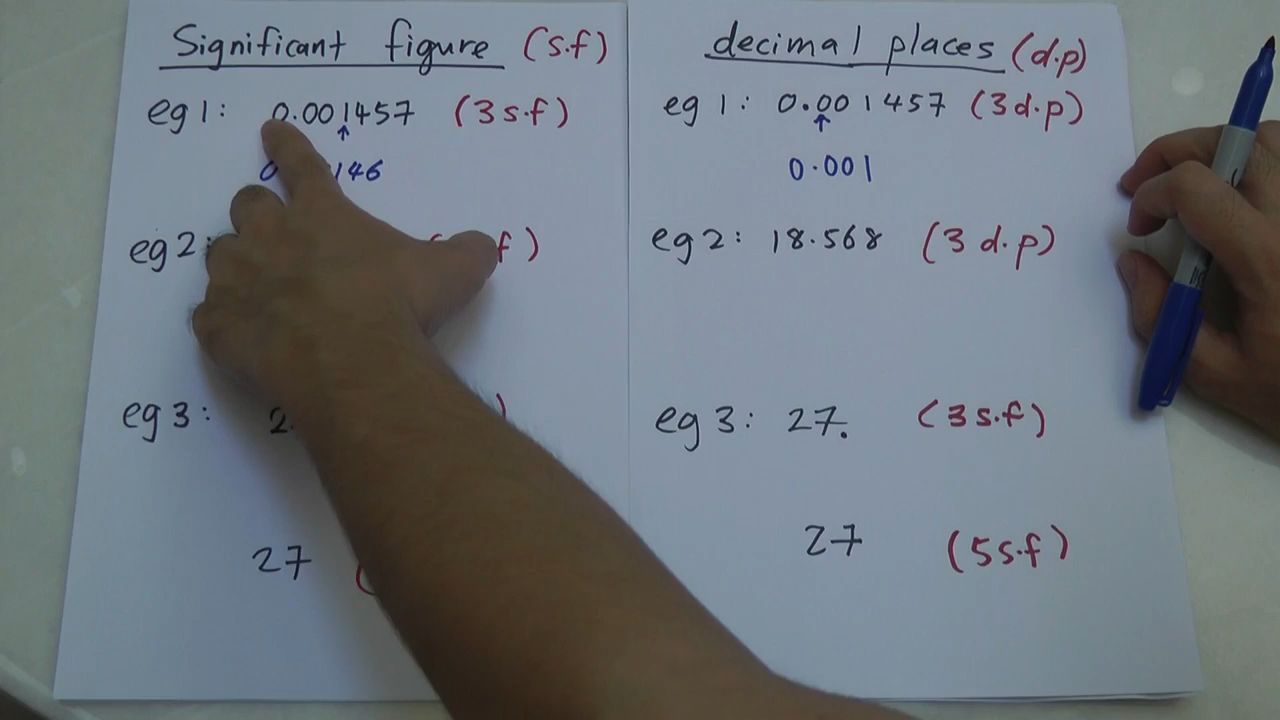 Significant figure (s.f)
eg 1: 0.001457 (3 s.f)
146
eg 2:
f)
eg 3: 2.
27
decimal places (d.p)
eg 1: 0.001457 (3 d.p)
0.001
eg 2: 18.568 (3 d.p)
eg 3: 27. (3 s.f)
27 (5 s.f)